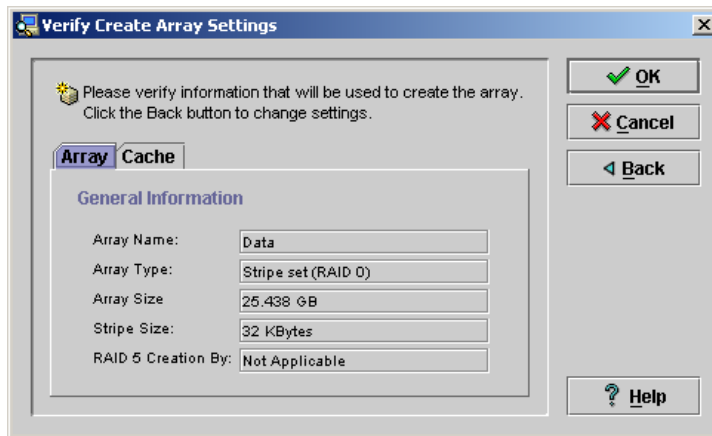 Verify Create Array Settings
Please verify information that will be used to create the array.
Click the Back button to change settings.
Array Cache
General Information
Array Name: Data
Array Type: Stripe set (RAID 0)
Array Size 25.438 GB
Stripe Size: 32 KBytes
RAID 5 Creation By: Not Applicable
OK
Cancel
Back
Help